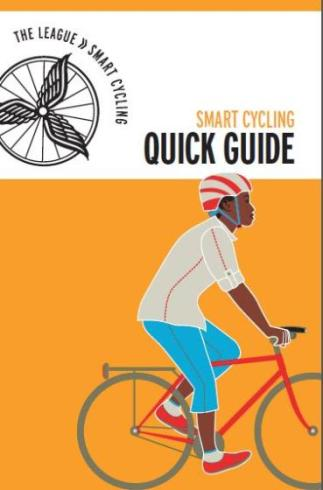 THE LEAGUE » SMART CYCLING
SMART CYCLING
QUICK GUIDE